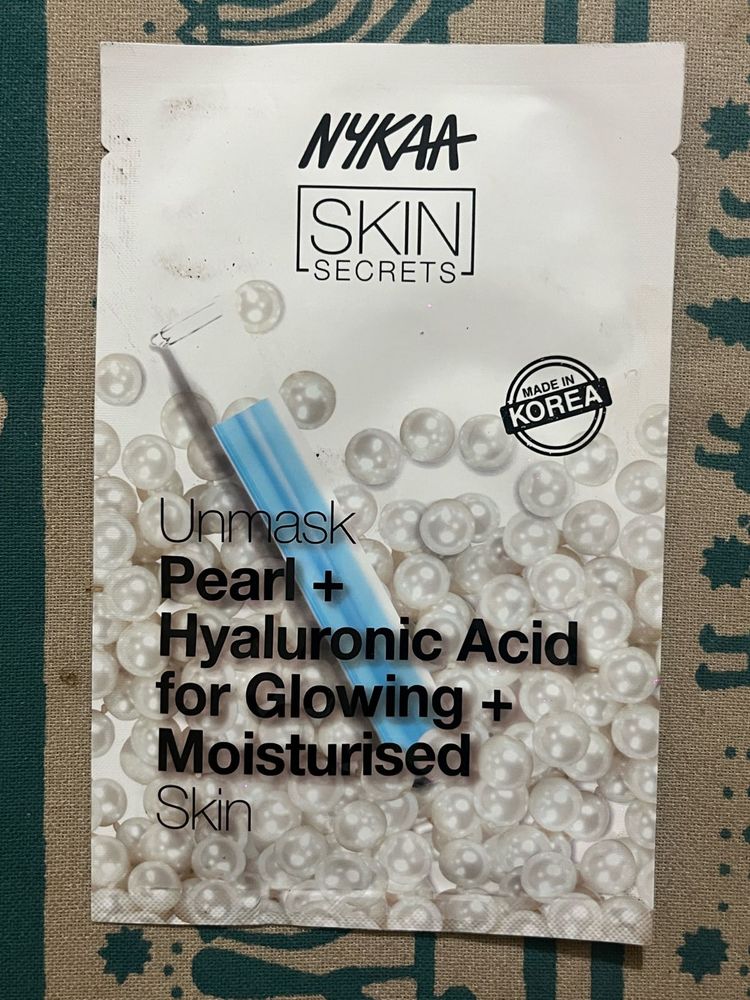 NYKAA
SKIN
SECRETS
MADE IN
KOREA
Unmask
Pearl +
Hyaluronic Acid
for Glowing +
Moisturised
Skin